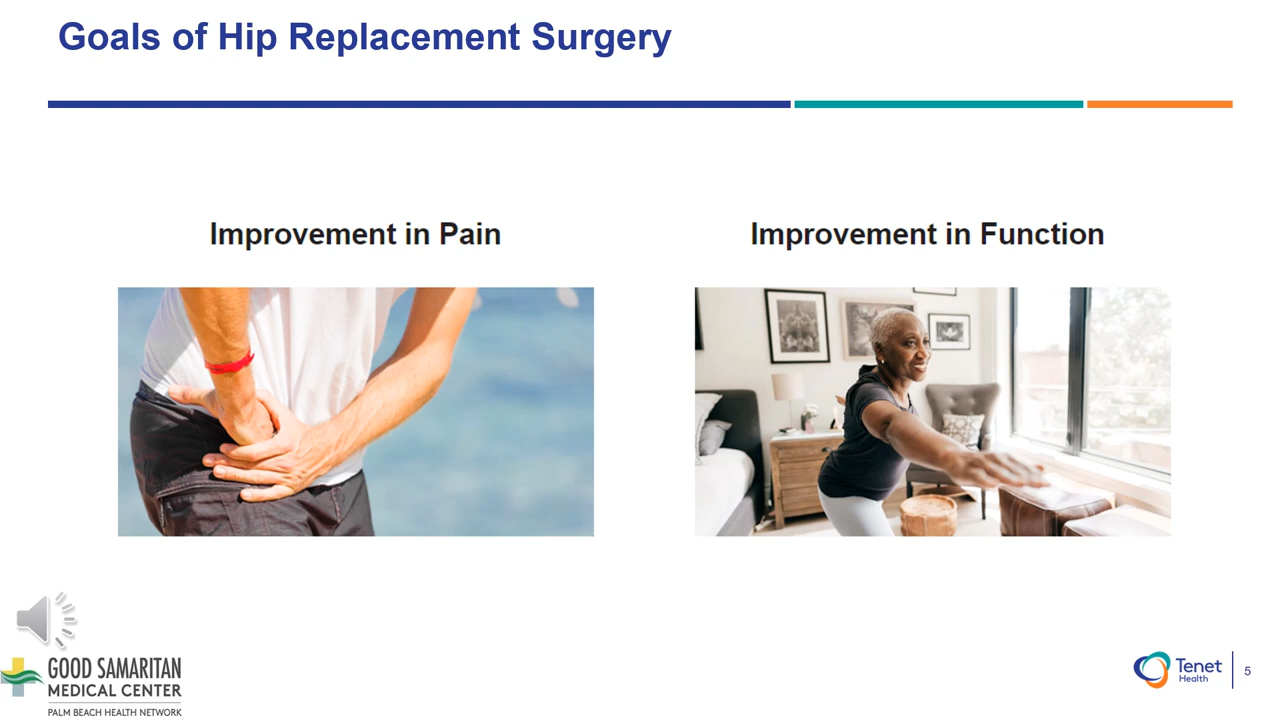 Goals of Hip Replacement Surgery
Improvement in Pain
Improvement in Function
GOOD SAMARITAN
MEDICAL CENTER
PALM BEACH HEALTH NETWORK
Tenet
Health
5